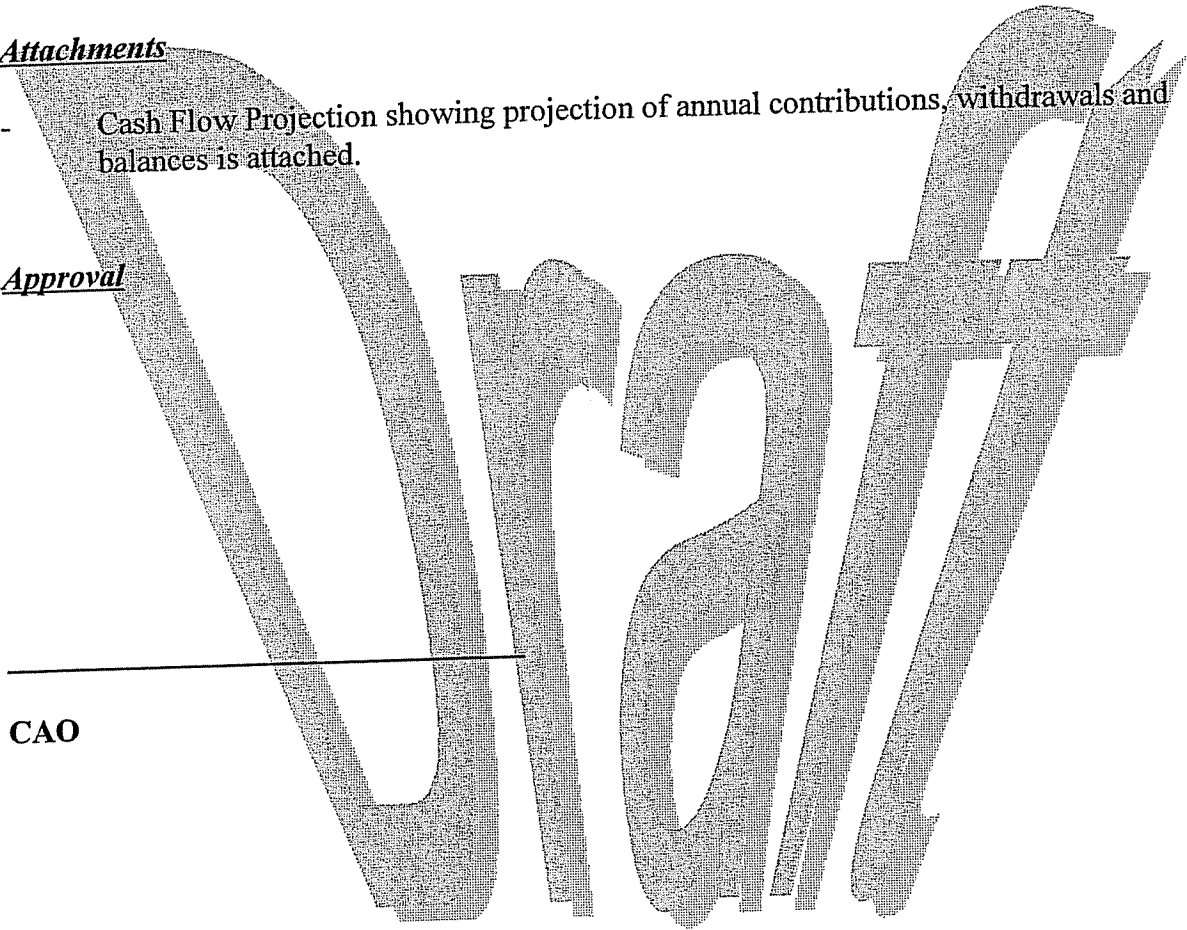 Attachments
- Cash Flow Projection showing projection of annual contributions, withdrawals and
balances is attached.
Approval
Draft
CAO